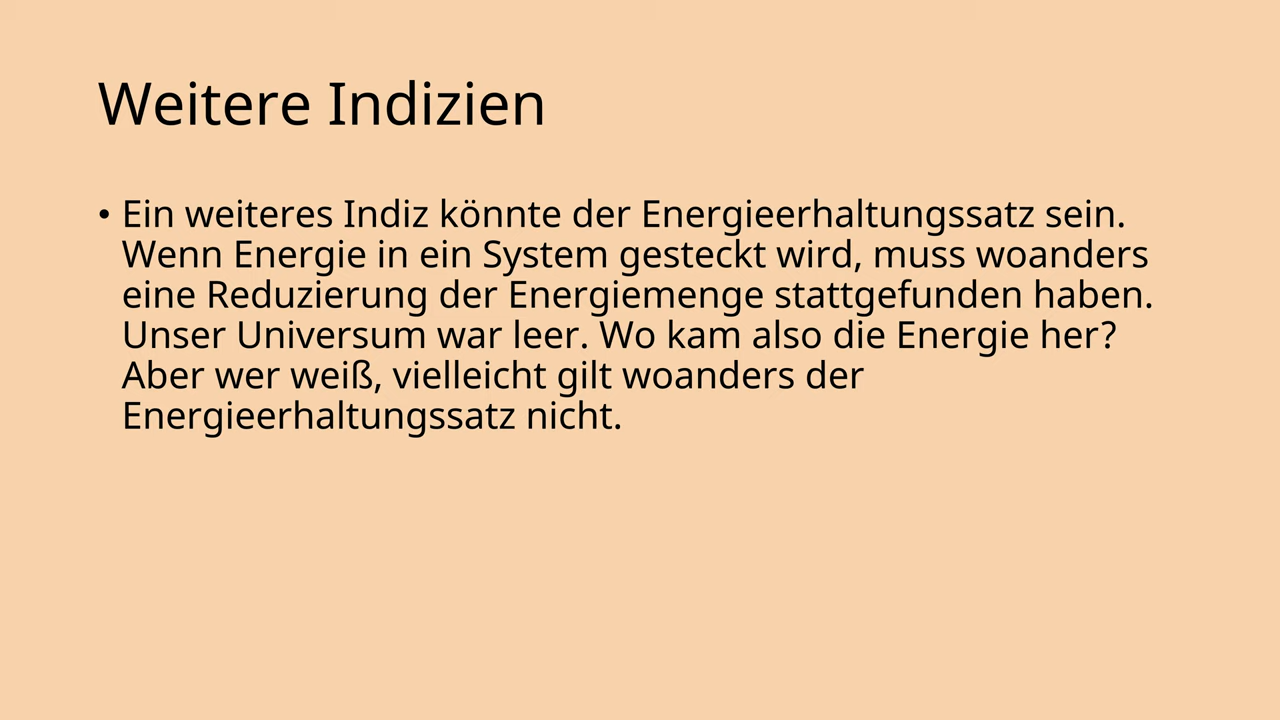 Weitere Indizien
• Ein weiteres Indiz könnte der Energieerhaltungssatz sein.
Wenn Energie in ein System gesteckt wird, muss woanders
eine Reduzierung der Energiemenge stattgefunden haben.
Unser Universum war leer. Wo kam also die Energie her?
Aber wer weiß, vielleicht gilt woanders der
Energieerhaltungssatz nicht.